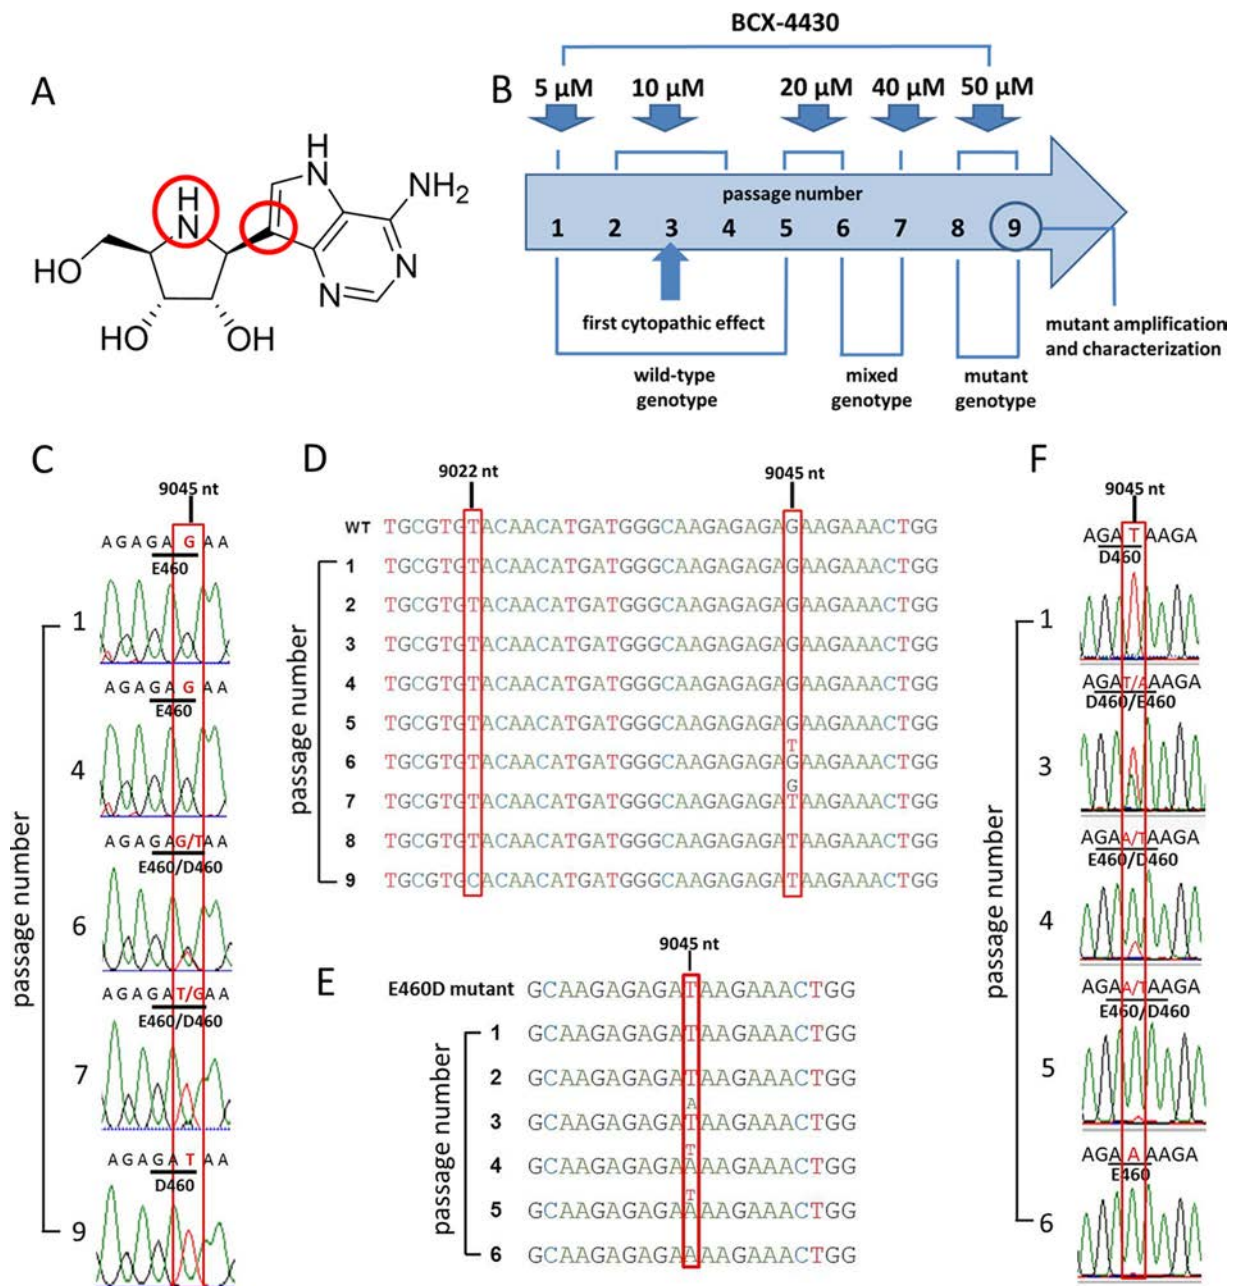 A
H
N
H
N
NH₂
HO
N
N
HO
OH
B
BCX-4430
5 μM 10 μM 20 μM 40 μM 50 μM
passage number
1 2 3 4 5 6 7 8 9
first cytopathic effect
mutant amplification
and characterization
wild-type
genotype
mixed
genotype
mutant
genotype
C
9045 nt
passage number
AGAGAGAA
E460
1
AGAGAGAA
E460
4
AGAGAG/TAA
E460/D460
6
AGAGAT/GAA
E460/D460
7
AGAGATAA
D460
9
D
9022 nt 9045 nt
passage number
WT TGCGTGTACAACATGATGGGCAAGAGAGAGAAGAAACTGG
1 TGCGTGTACAACATGATGGGCAAGAGAGAGAAGAAACTGG
2 TGCGTGTACAACATGATGGGCAAGAGAGAGAAGAAACTGG
3 TGCGTGTACAACATGATGGGCAAGAGAGAGAAGAAACTGG
4 TGCGTGTACAACATGATGGGCAAGAGAGAGAAGAAACTGG
5 TGCGTGTACAACATGATGGGCAAGAGAGAGAAGAAACTGG
T
6 TGCGTGTACAACATGATGGGCAAGAGAGAGAAGAAACTGG
G
7 TGCGTGTACAACATGATGGGCAAGAGAGATAAGAAACTGG
8 TGCGTGTACAACATGATGGGCAAGAGAGATAAGAAACTGG
9 TGCGTGCACAACATGATGGGCAAGAGAGATAAGAAACTGG
E
9045 nt
passage number
E460D mutant GCAAGAGAGATAAGAAACTGG
1 GCAAGAGAGATAAGAAACTGG
2 GCAAGAGAGATAAGAAACTGG
A
3 GCAAGAGAGATAAGAAACTGG
T
4 GCAAGAGAGAAAAGAAACTGG
T
5 GCAAGAGAGAAAAGAAACTGG
6 GCAAGAGAGAAAAGAAACTGG
F
9045 nt
passage number
AGATAAGA
D460
1
AGAT/AAAGA
D460/E460
3
AGAA/TAAGA
E460/D460
4
AGAA/TAAGA
E460/D460
5
AGAAAAGA
E460
6